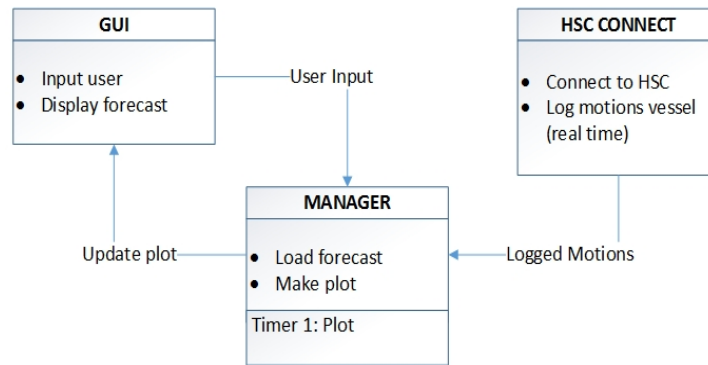 GUI
• Input user
• Display forecast
User Input
HSC CONNECT
• Connect to HSC
• Log motions vessel
(real time)
Update plot
MANAGER
• Load forecast
• Make plot
Timer 1: Plot
Logged Motions